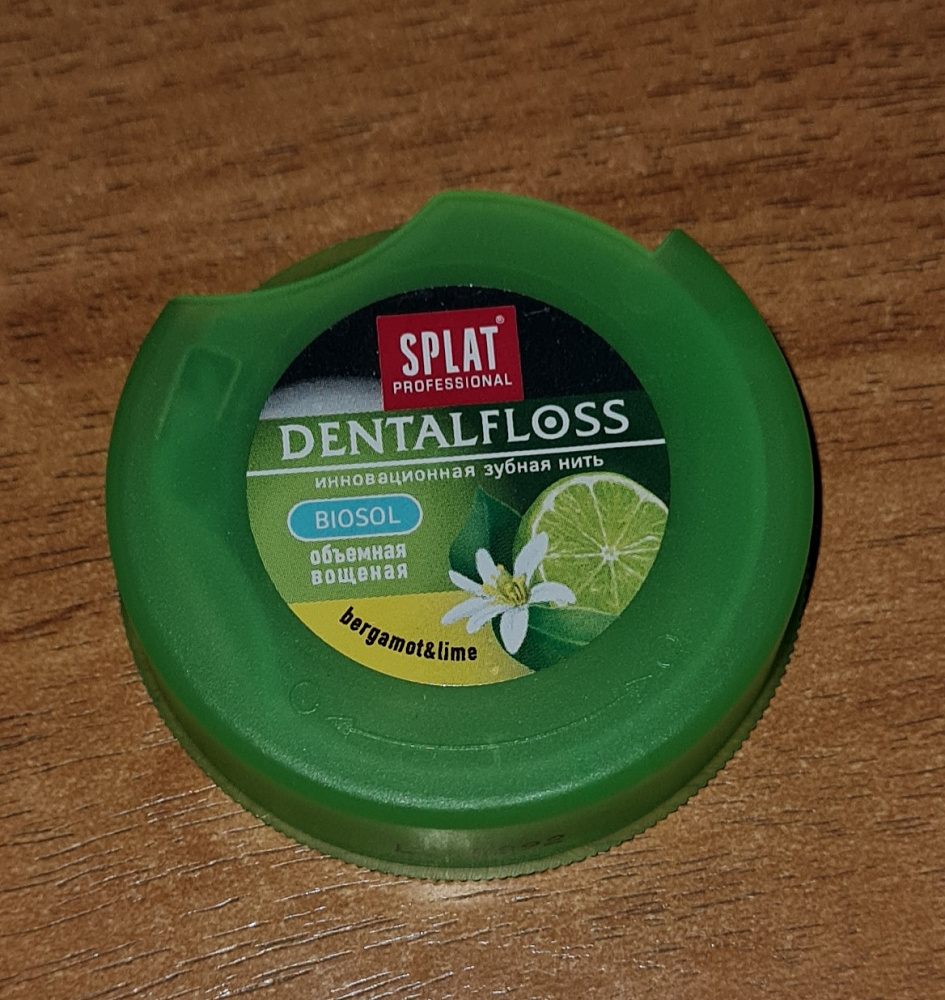 SPLAT®
PROFESSIONAL
DENTALFLOSS
инновационная зубная нить
BIOSOL
объемная
вощеная
bergamot&lime